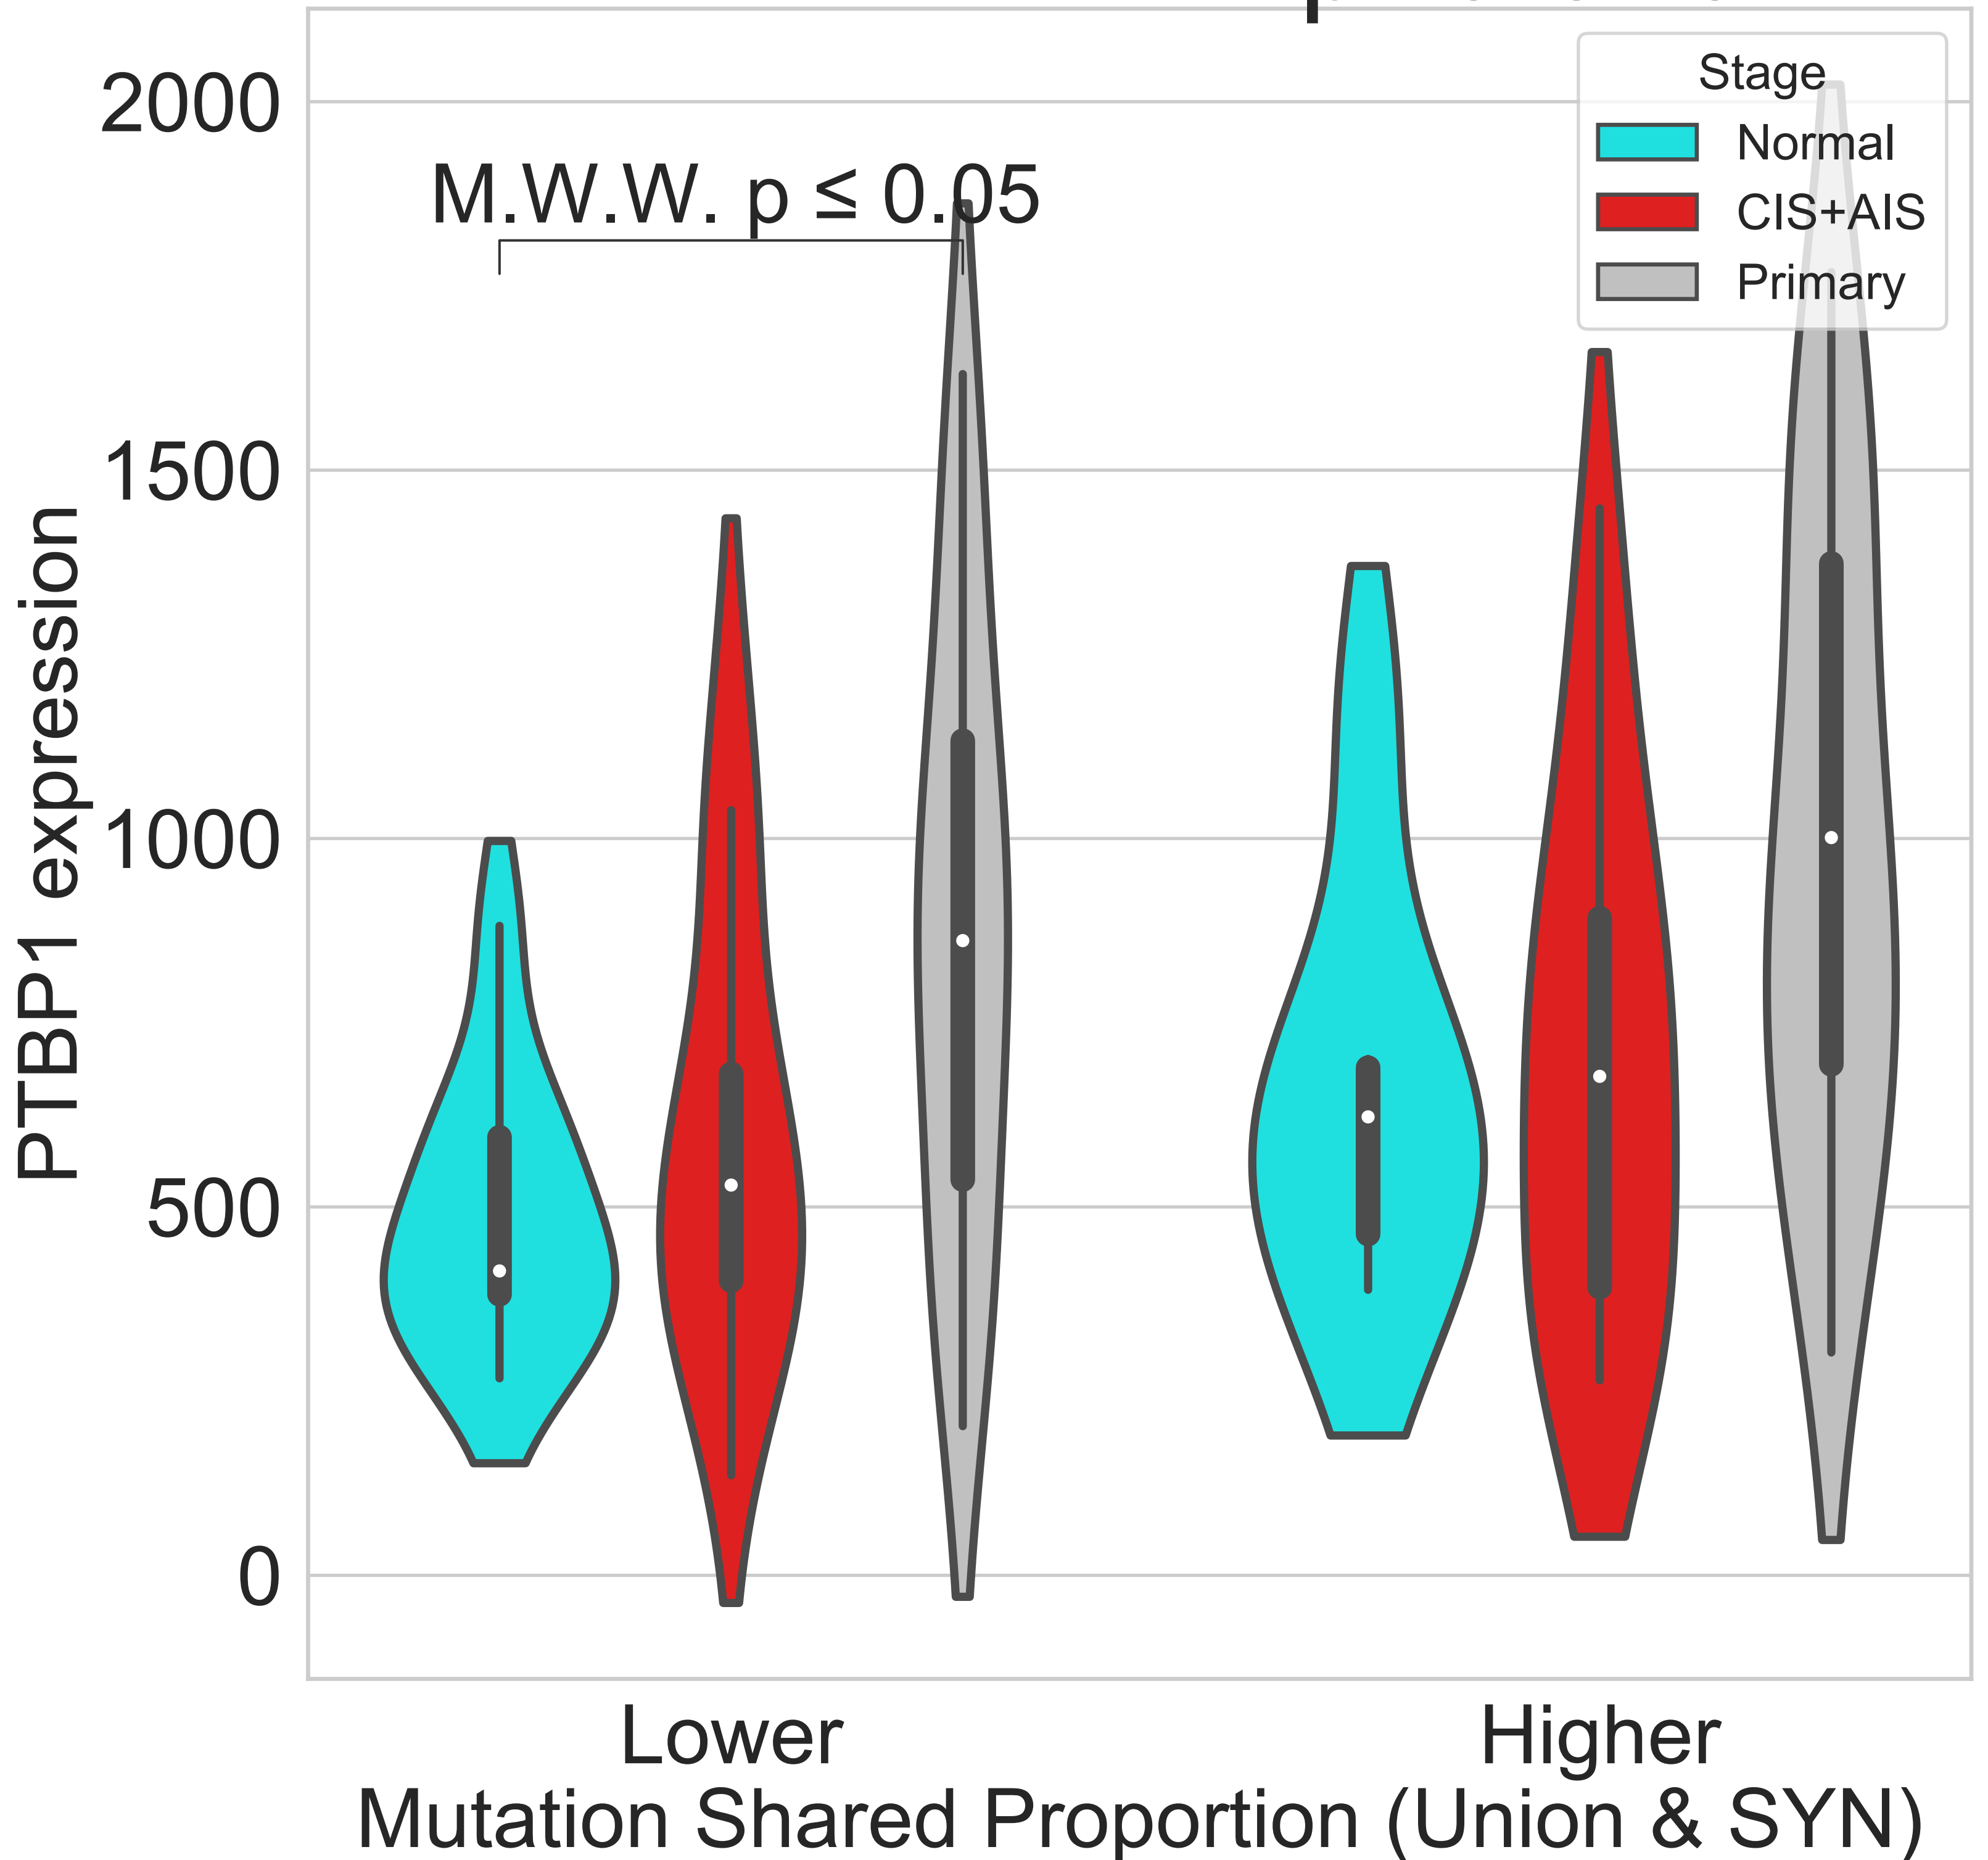 Stage
Normal
CIS+AIS
Primary
M.W.W. p ≤ 0.05
2000
1500
1000
500
0
PTBP1 expression
Lower
Higher
Mutation Shared Proportion (Union & SYN)